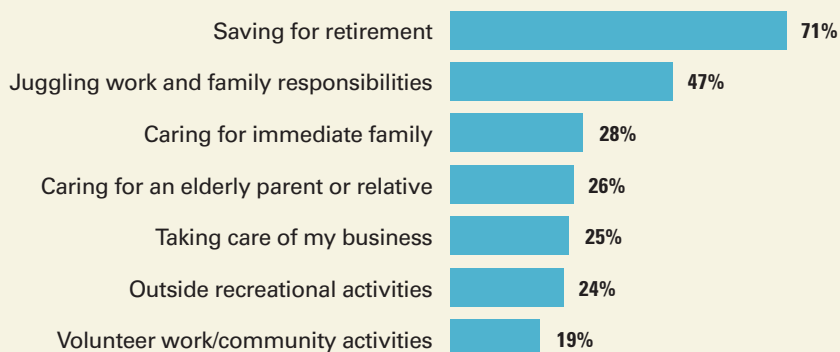 Saving for retirement 71%
Juggling work and family responsibilities 47%
Caring for immediate family 28%
Caring for an elderly parent or relative 26%
Taking care of my business 25%
Outside recreational activities 24%
Volunteer work/community activities 19%